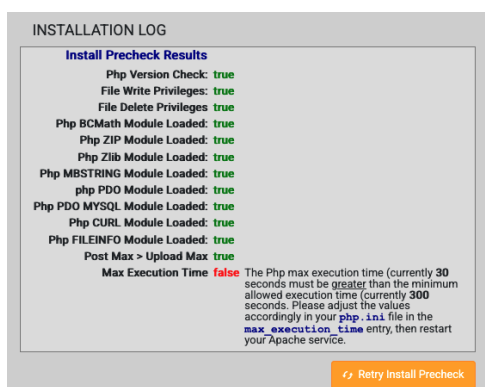 INSTALLATION LOG
Install Precheck Results
Php Version Check: true
File Write Privileges: true
File Delete Privileges true
Php BCMath Module Loaded: true
Php ZIP Module Loaded: true
Php Zlib Module Loaded: true
Php MBSTRING Module Loaded: true
php PDO Module Loaded: true
Php PDO MYSQL Module Loaded: true
Php CURL Module Loaded: true
Php FILEINFO Module Loaded: true
Post Max > Upload Max true
Max Execution Time false The Php max execution time (currently 30
seconds must be greater than the minimum
allowed execution time (currently 300
seconds. Please adjust the values
accordingly in your php.ini file in the
max_execution_time entry, then restart
your Apache service.
Retry Install Precheck